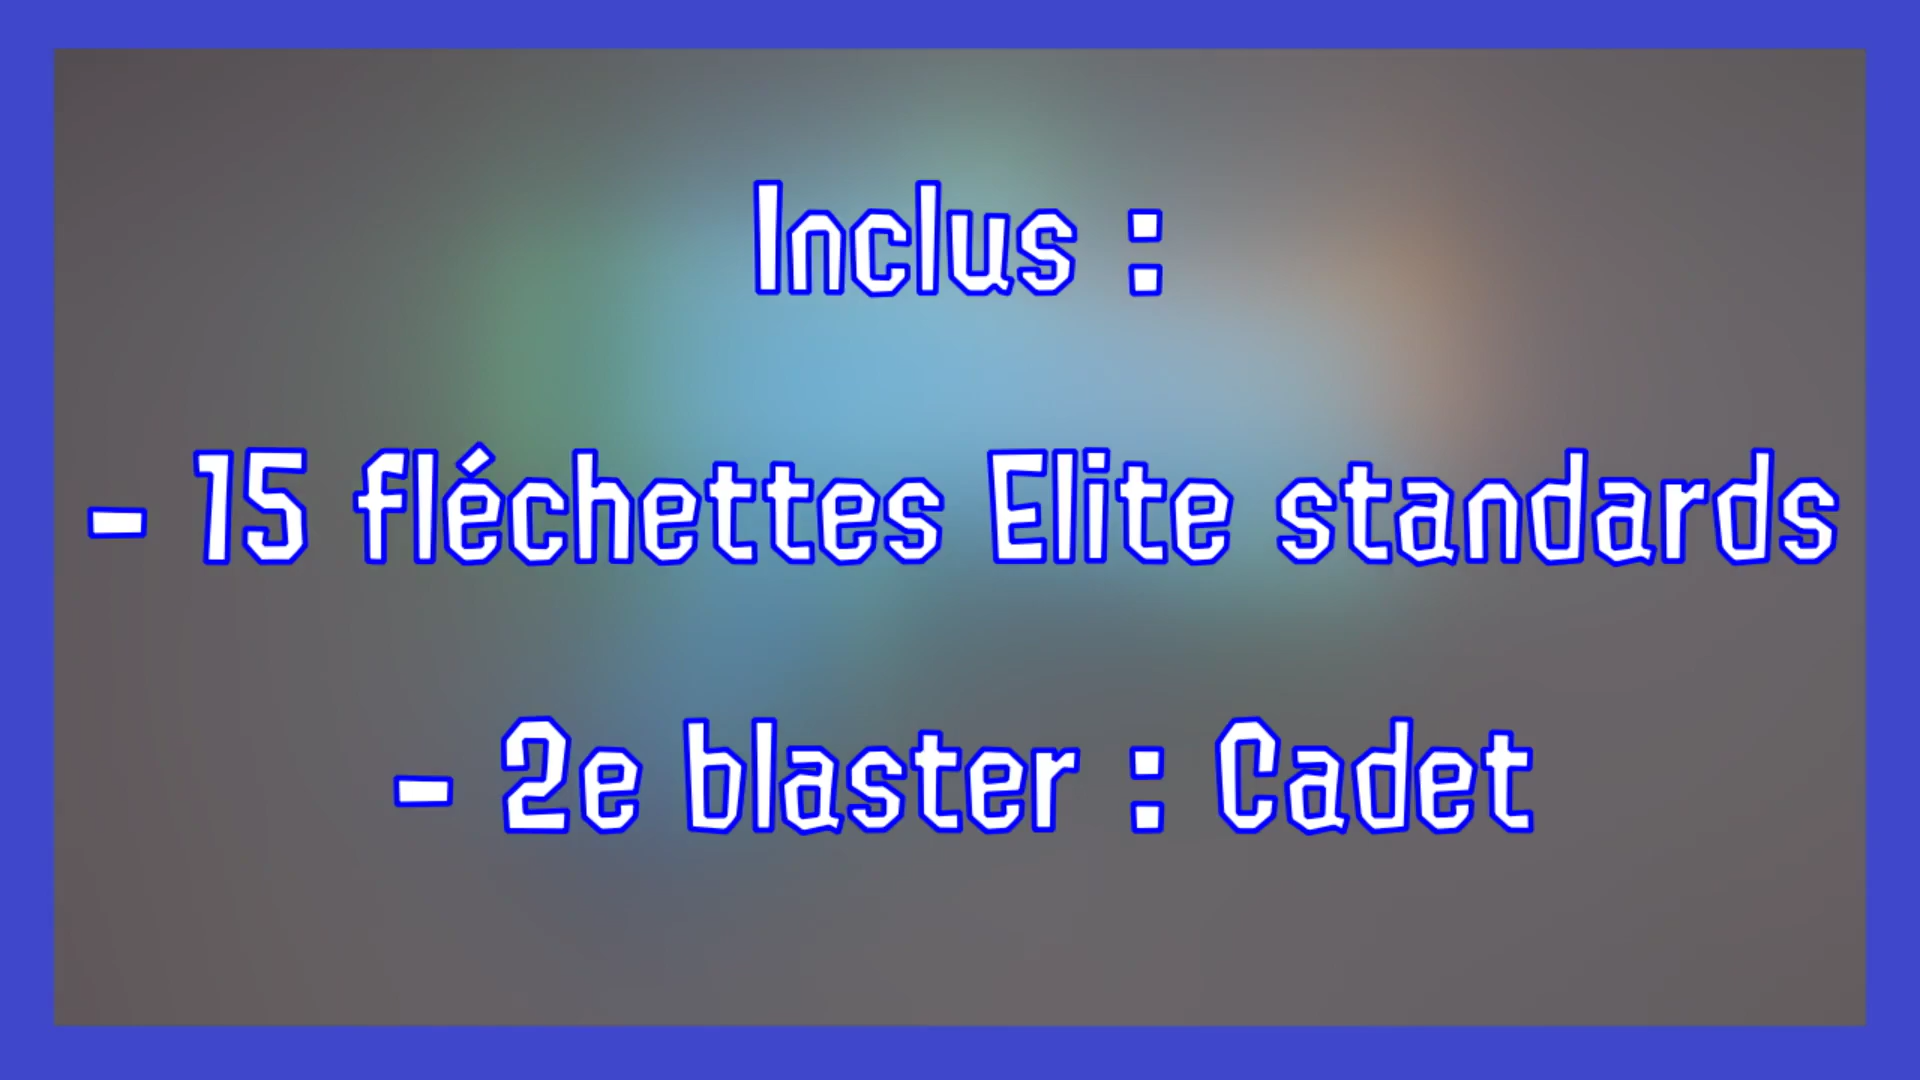 Inclus :
- 15 fléchettes Elite standards
- 2e blaster : Cadet